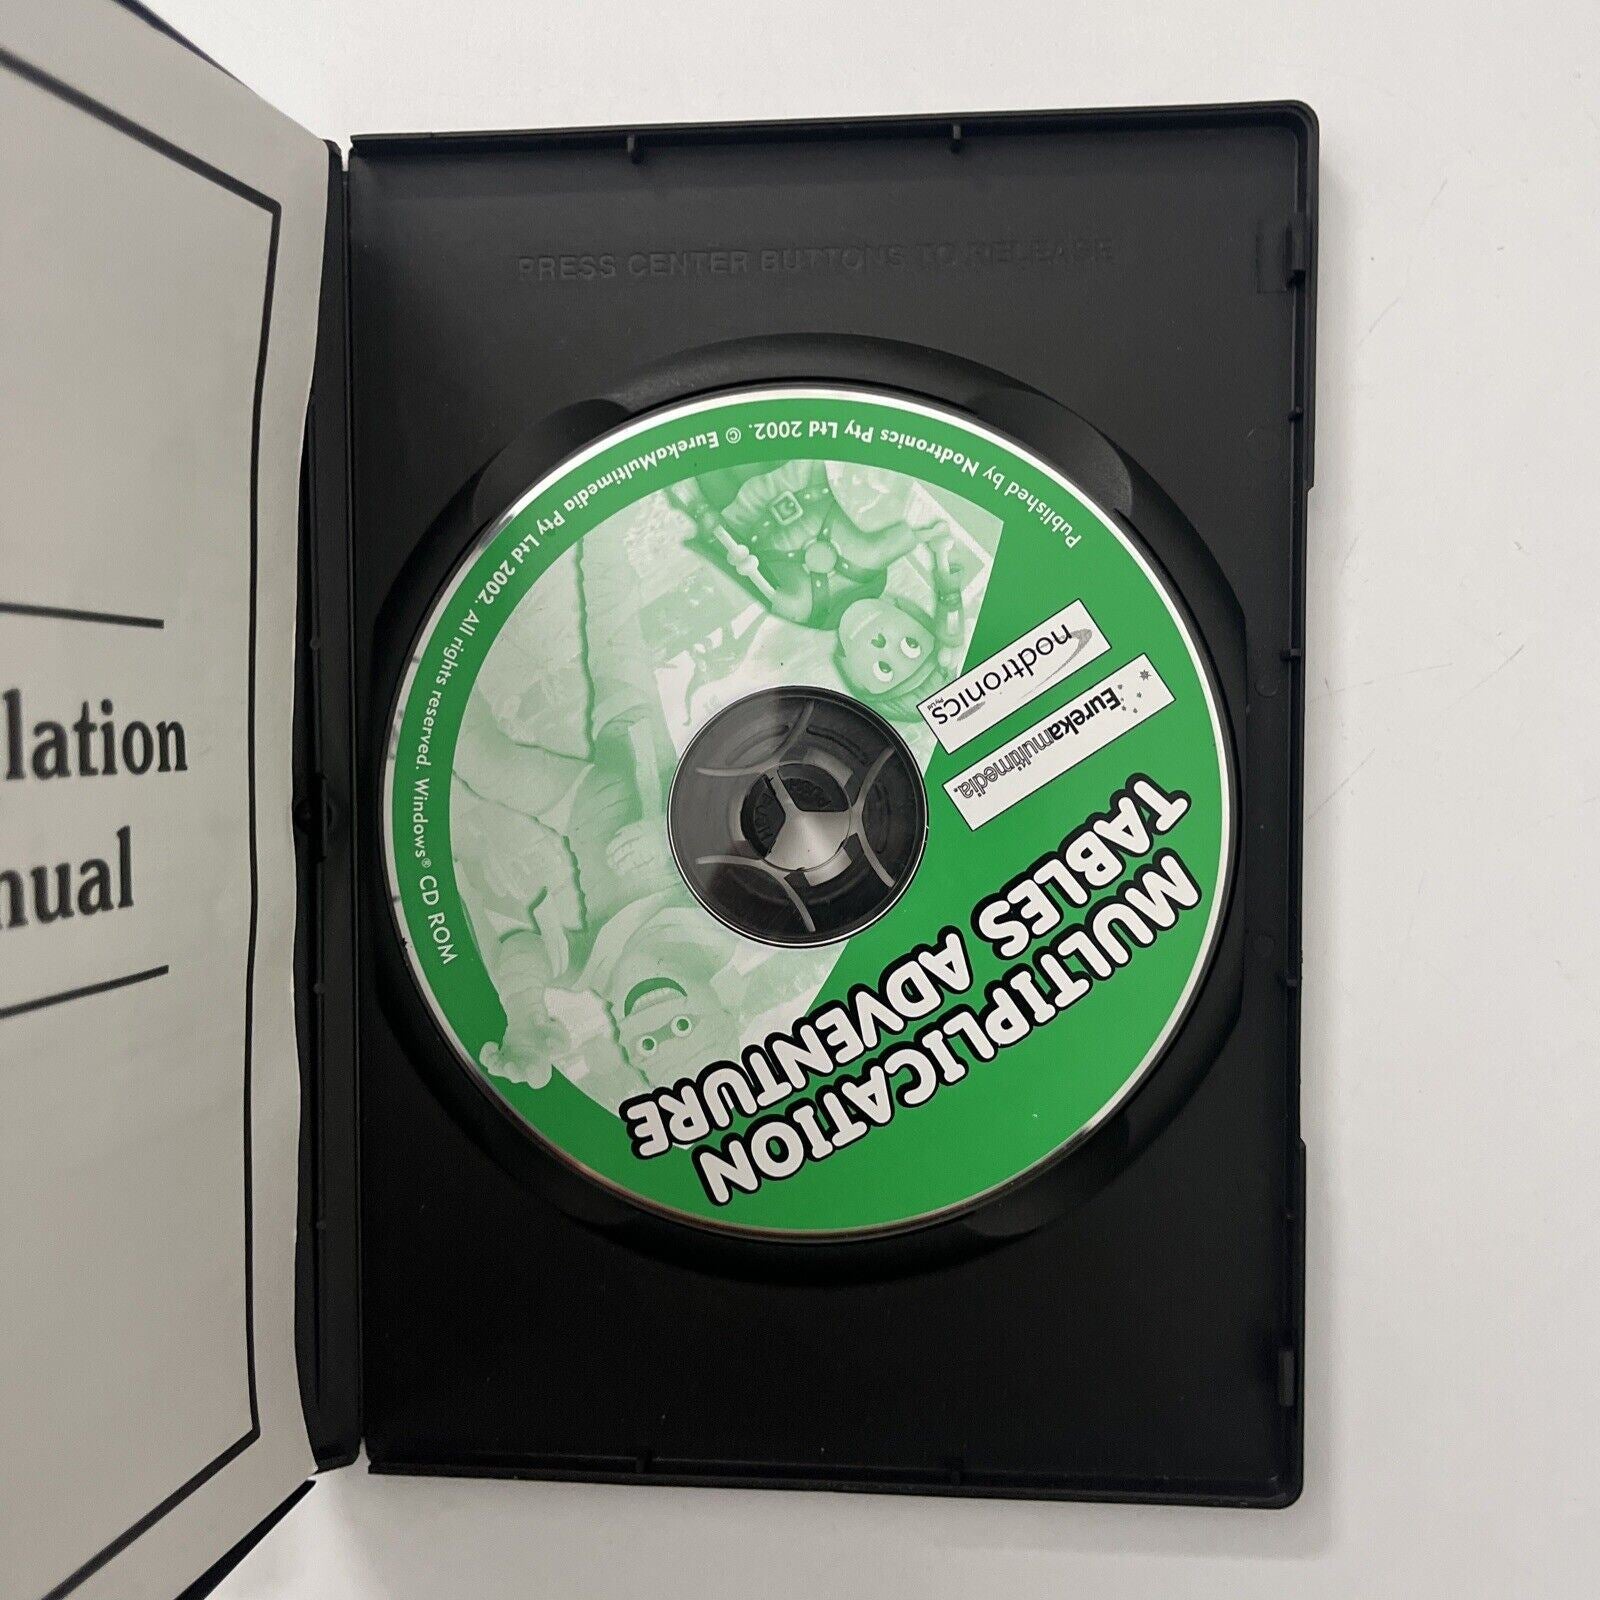 lation
nual
PRESS CENTER BUTTONS TO RELEASE
MULTIPLICATION
TABLES ADVENTURE
Eurekamultimedia.
nodtronics
Pty Ltd
Published by Nodtronics Pty Ltd 2002. © EurekaMultimedia Pty Ltd 2002. All rights reserved. Windows® CD ROM
PUSH